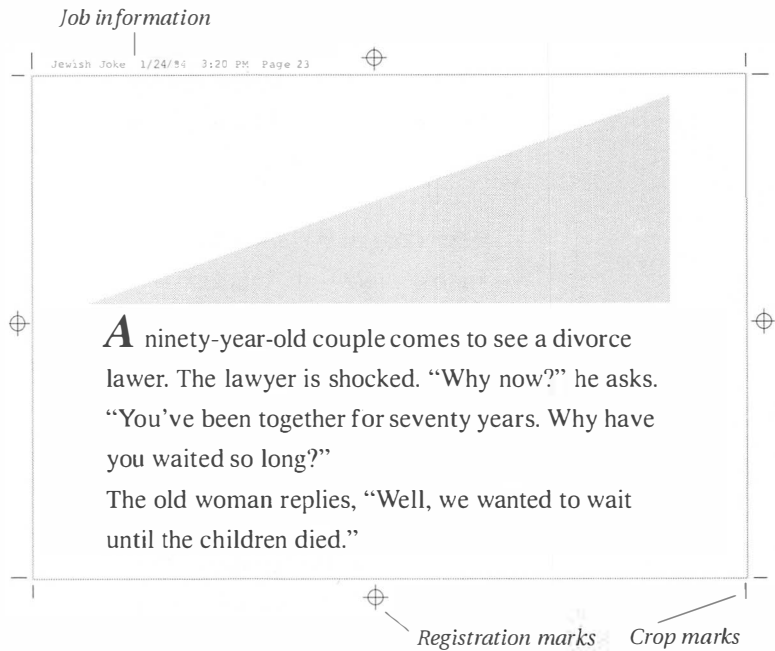 Job information
Jewish Joke 1/24/94 3:20 PM Page 23
A ninety-year-old couple comes to see a divorce
lawer. The lawyer is shocked. “Why now?” he asks.
“You’ve been together for seventy years. Why have
you waited so long?”
The old woman replies, “Well, we wanted to wait
until the children died.”
Registration marks Crop marks